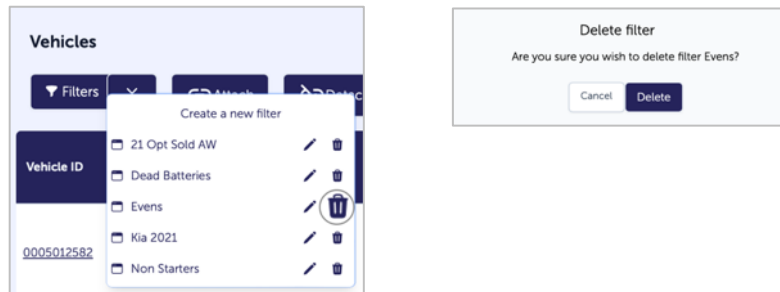 Vehicles
Filters
Attach
Create a new filter
21 Opt Sold AW
Vehicle ID
Dead Batteries
Evens
Kia 2021
0005012582
Non Starters
Delete filter
Are you sure you wish to delete filter Evens?
Cancel Delete